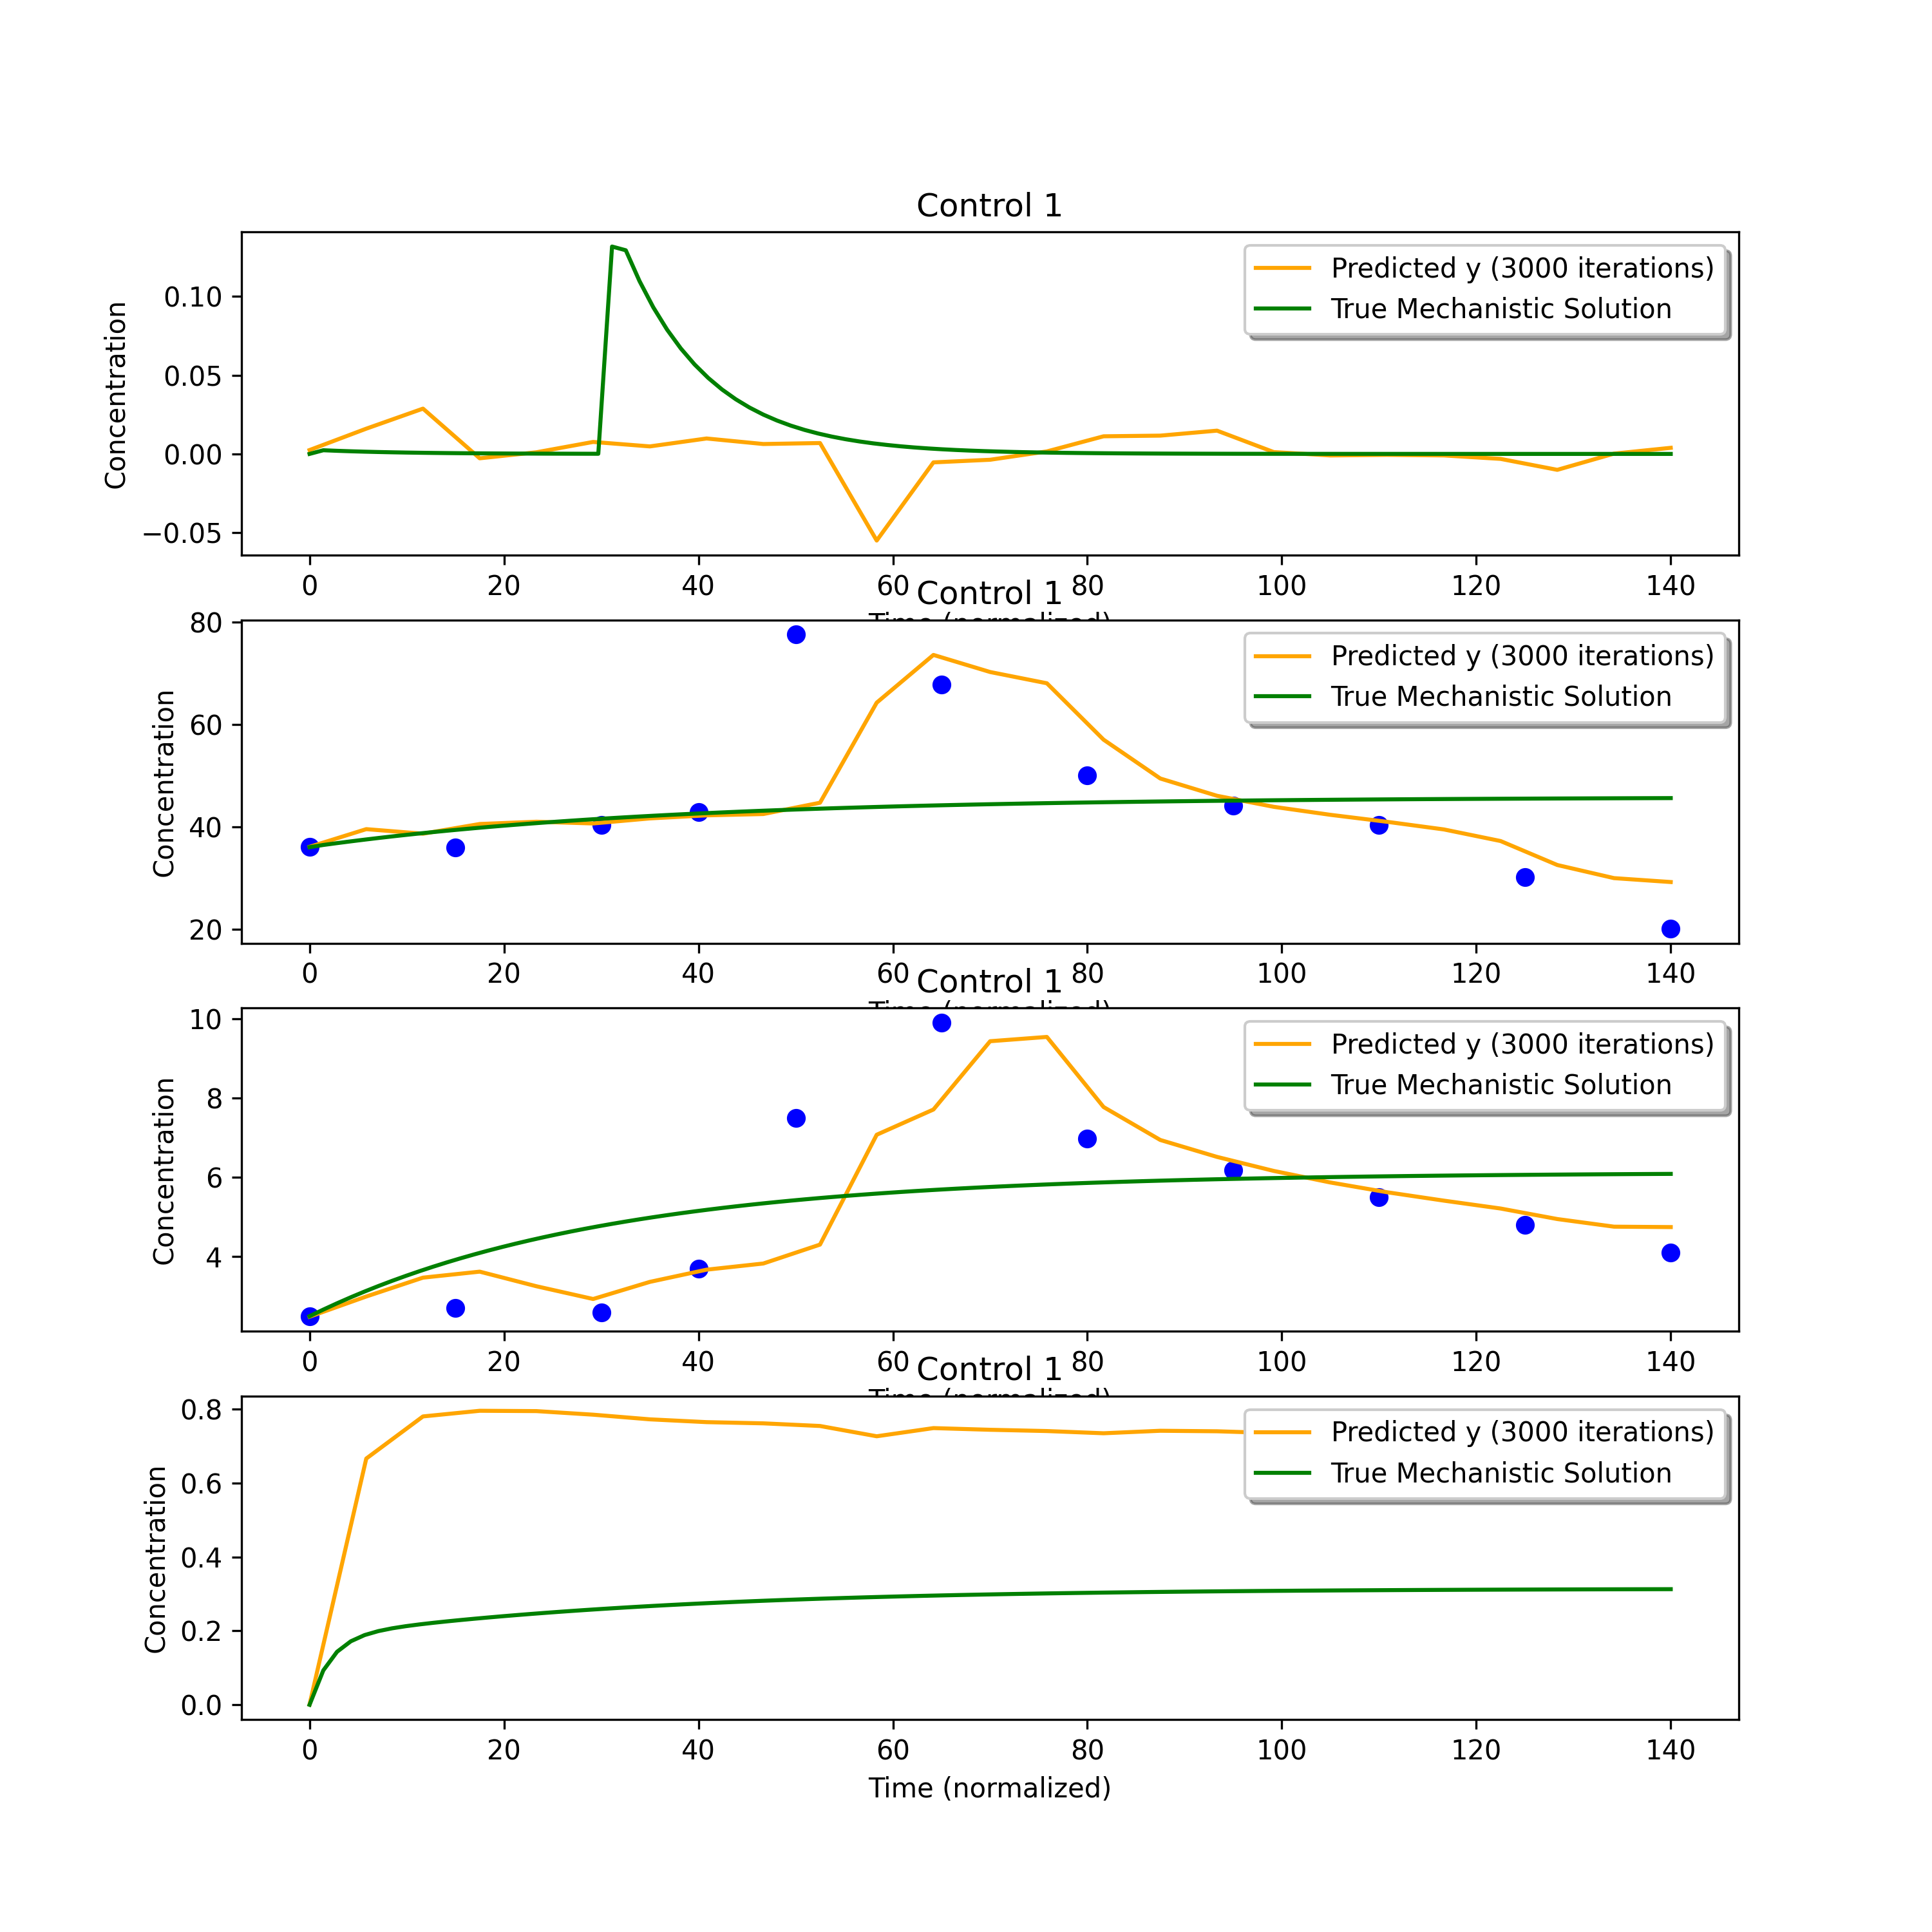 Control 1
Concentration
0.10
0.05
0.00
−0.05
Predicted y (3000 iterations)
True Mechanistic Solution
0 20 40 60 80 100 120 140
Control 1
Concentration
80
60
40
20
Predicted y (3000 iterations)
True Mechanistic Solution
0 20 40 60 80 100 120 140
Time (normalized)
Control 1
Concentration
10
8
6
4
Predicted y (3000 iterations)
True Mechanistic Solution
0 20 40 60 80 100 120 140
Time (normalized)
Control 1
Concentration
0.8
0.6
0.4
0.2
0.0
Predicted y (3000 iterations)
True Mechanistic Solution
0 20 40 60 80 100 120 140
Time (normalized)